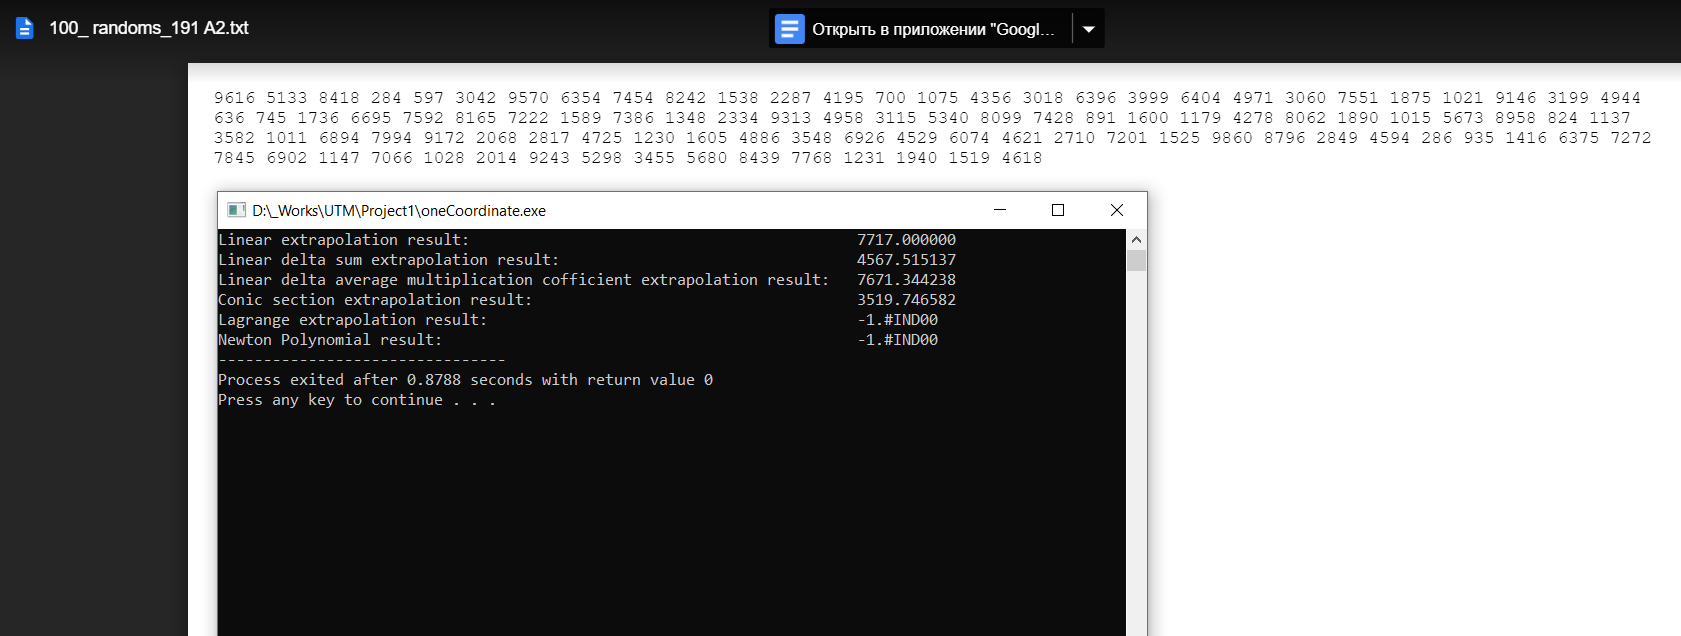 100_ randoms_191 A2.txt
Открыть в приложении "Googl...
9616 5133 8418 284 597 3042 9570 6354 7454 8242 1538 2287 4195 700 1075 4356 3018 6396 3999 6404 4971 3060 7551 1875 1021 9146 3199 4944
636 745 1736 6695 7592 8165 7222 1589 7386 1348 2334 9313 4958 3115 5340 8099 7428 891 1600 1179 4278 8062 1890 1015 5673 8958 824 1137
3582 1011 6894 7994 9172 2068 2817 4725 1230 1605 4886 3548 6926 4529 6074 4621 2710 7201 1525 9860 8796 2849 4594 286 935 1416 6375 7272
7845 6902 1147 7066 1028 2014 9243 5298 3455 5680 8439 7768 1231 1940 1519 4618
D:\_Works\UTM\Project1\oneCoordinate.exe
Linear extrapolation result: 7717.000000
Linear delta sum extrapolation result: 4567.515137
Linear delta average multiplication cofficient extrapolation result: 7671.344238
Conic section extrapolation result: 3519.746582
Lagrange extrapolation result: -1.#IND00
Newton Polynomial result: -1.#IND00
--------------------------------
Process exited after 0.8788 seconds with return value 0
Press any key to continue . . .